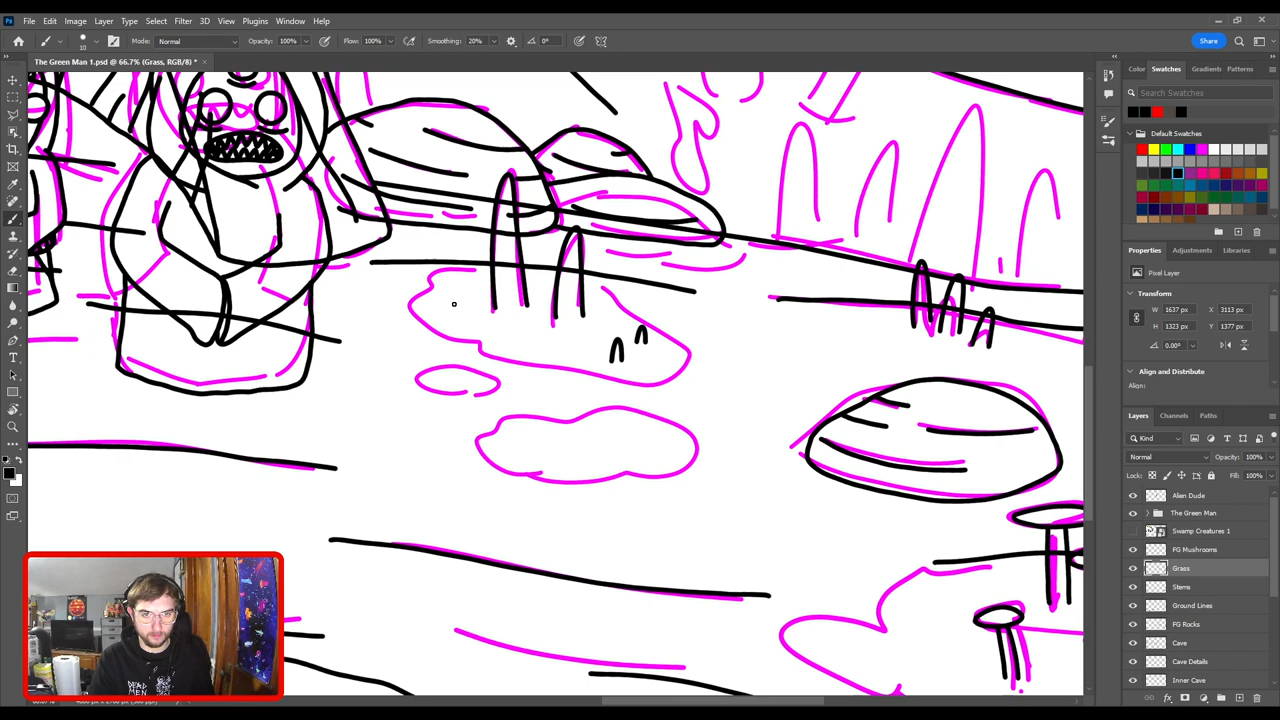 File Edit Image Layer Type Select Filter 3D View Plugins Window Help
10 Mode: Normal Opacity: 100% Flow: 100% Smoothing: 20% 0° Share
The Green Man 1.psd @ 66.7% (Grass, RGB/8) * ×
Color Swatches Gradients Patterns
Search Swatches
Default Swatches
Properties Adjustments Libraries
Pixel Layer
Transform
W 1637 px X 3113 px
H 1323 px Y 1377 px
0.00°
Align and Distribute
Align:
Layers Channels Paths
Kind
Normal Opacity: 100%
Lock: Fill: 100%
Alien Dude
The Green Man
Swamp Creatures 1
FG Mushrooms
Grass
Stems
Ground Lines
FG Rocks
Cave
Cave Details
Inner Cave
DEAD
MEN